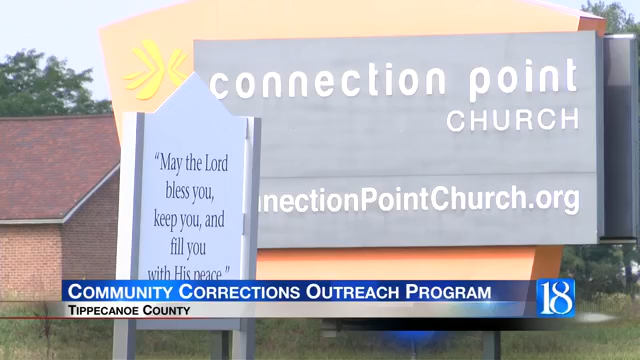 connection point
CHURCH
nnectionPointChurch.org
"May the Lord
bless you,
keep you, and
fill you
with His peace."
COMMUNITY CORRECTIONS OUTREACH PROGRAM
TIPPECANOE COUNTY
18